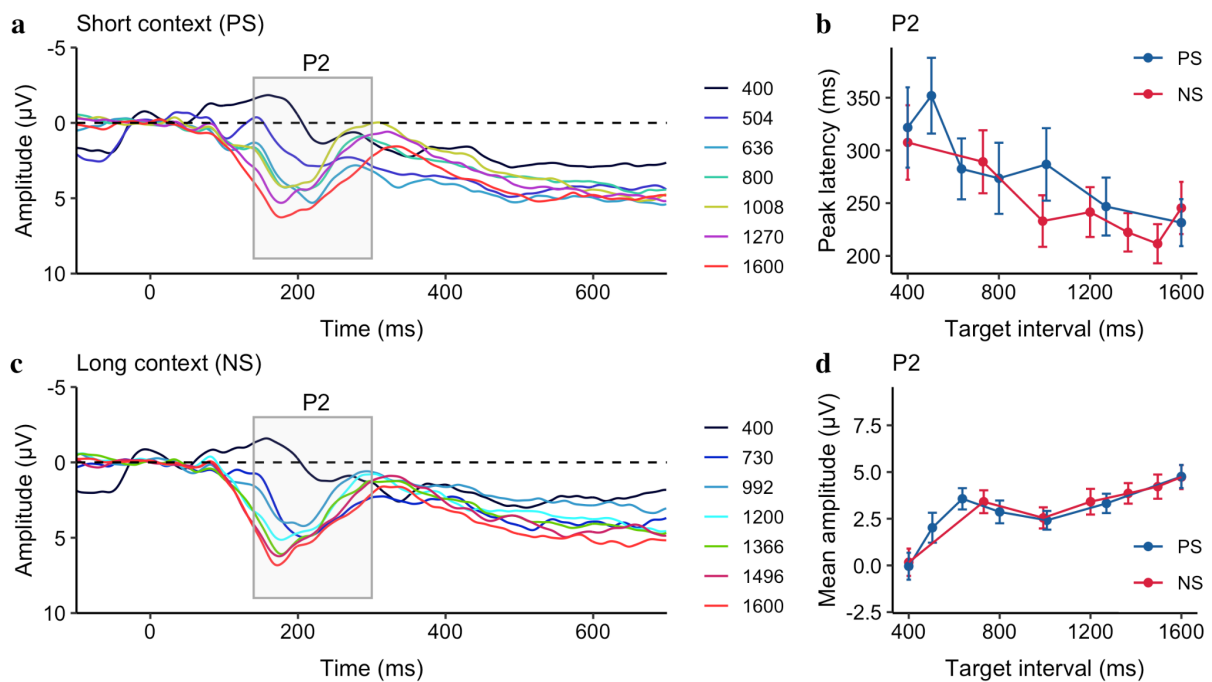 a Short context (PS)
-5
0
5
10
Amplitude (µV)
P2
0 200 400 600
Time (ms)
400
504
636
800
1008
1270
1600
b P2
PS
NS
350
300
250
200
Peak latency (ms)
400 800 1200 1600
Target interval (ms)
c Long context (NS)
-5
0
5
10
Amplitude (µV)
P2
0 200 400 600
Time (ms)
400
730
992
1200
1366
1496
1600
d P2
7.5
5.0
2.5
0.0
-2.5
Mean amplitude (µV)
PS
NS
400 800 1200 1600
Target interval (ms)